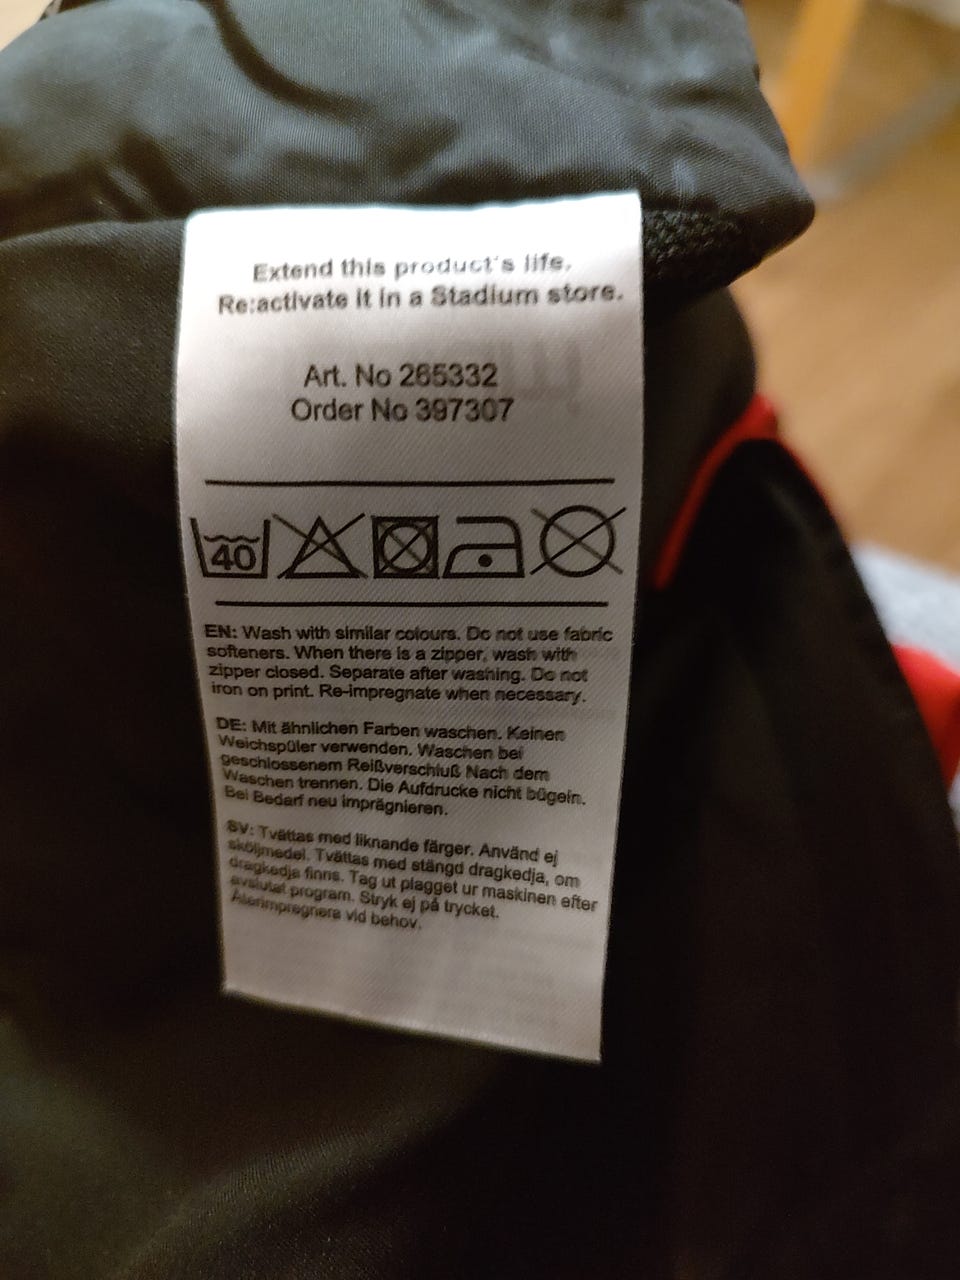 Extend this product's life.
Re:activate it in a Stadium store.
Art. No 265332
Order No 397307
40
EN: Wash with similar colours. Do not use fabric
softeners. When there is a zipper, wash with
zipper closed. Separate after washing. Do not
iron on print. Re-impregnate when necessary.
DE: Mit ähnlichen Farben waschen. Keinen
Weichspüler verwenden. Waschen bei
geschlossenem Reißverschluß Nach dem
Waschen trennen. Die Aufdrucke nicht bügeln.
Bei Bedarf neu imprägnieren.
SV: Tvättas med liknande färger. Använd ej
sköljmedel. Tvättas med stängd dragkedja, om
dragkedja finns. Tag ut plagget ur maskinen efter
avslutat program. Stryk ej på trycket.
Återimpregnera vid behov.